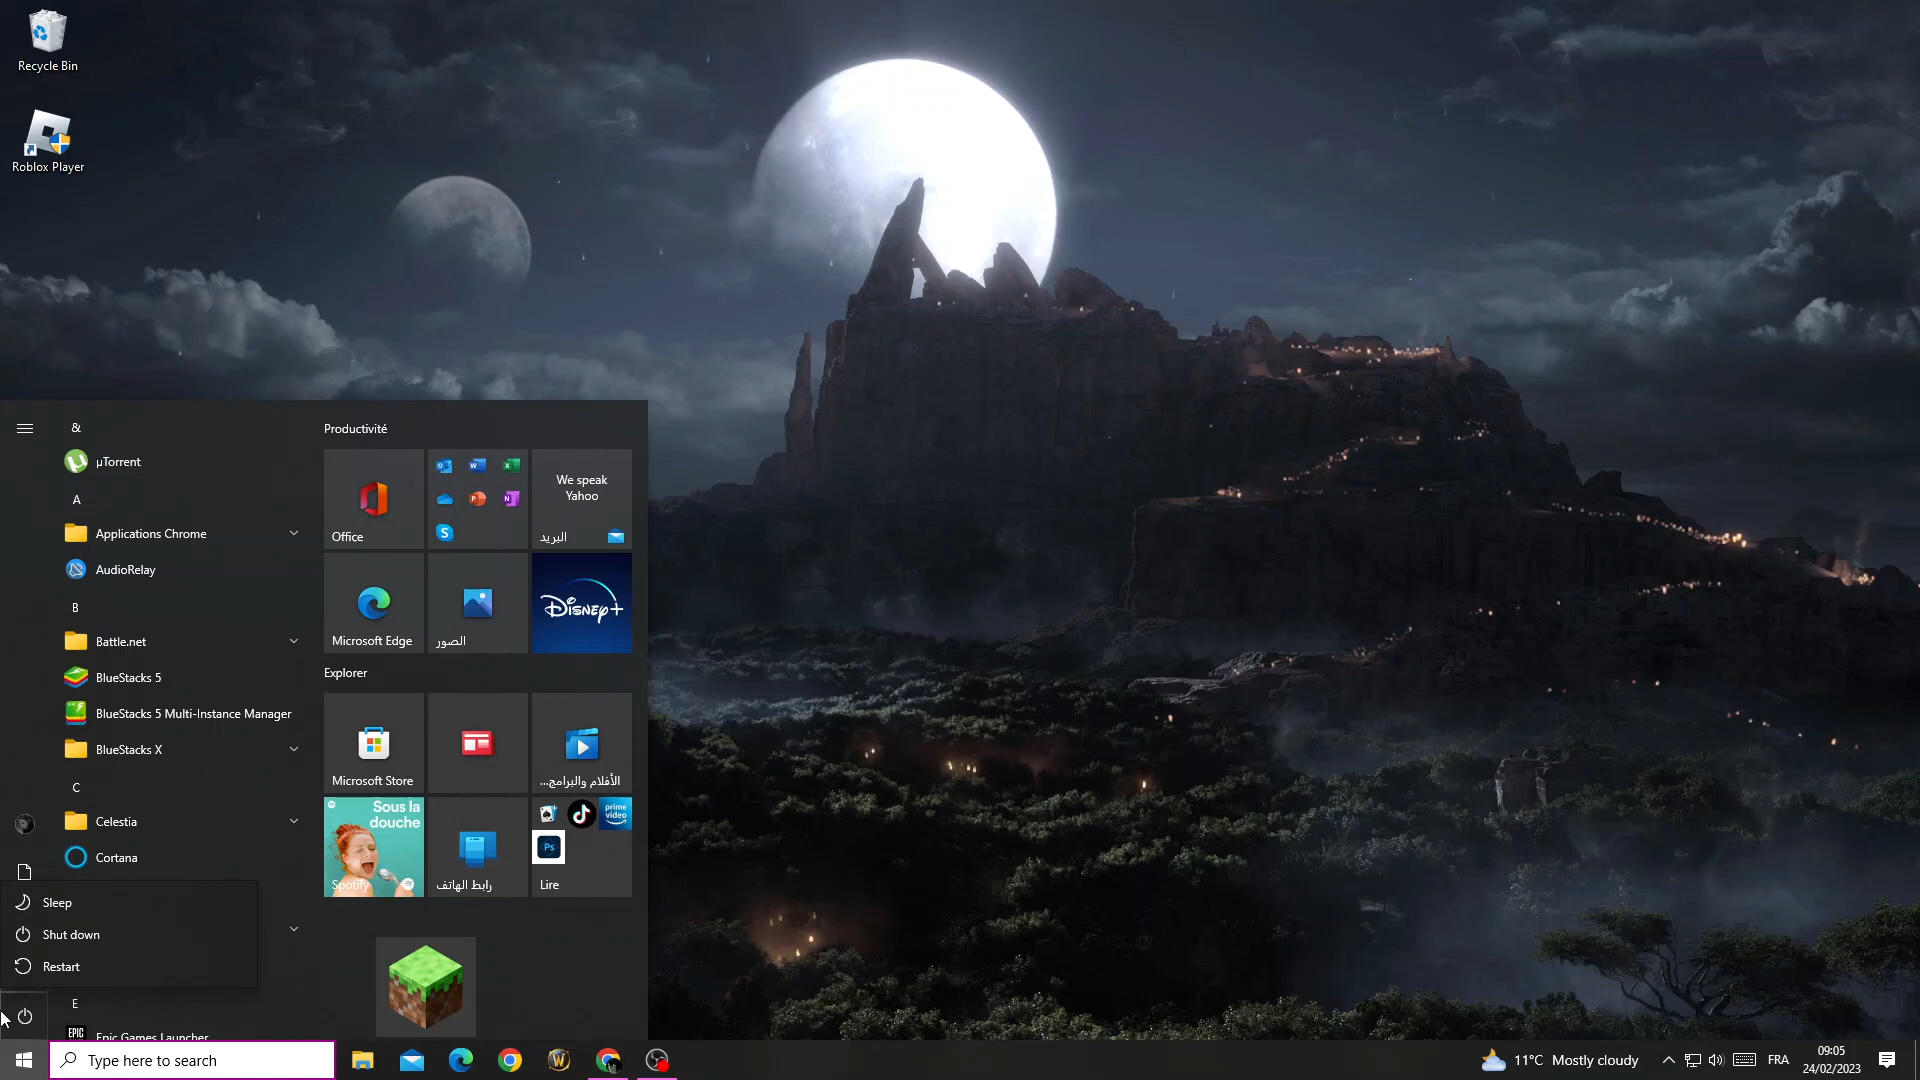 Recycle Bin
Roblox Player
&
µTorrent
A
Applications Chrome
AudioRelay
B
Battle.net
BlueStacks 5
BlueStacks 5 Multi-Instance Manager
BlueStacks X
C
Celestia
Cortana
Sleep
Shut down
Restart
E
EPIC
Epic Games Launcher
Productivité
Office
We speak
Yahoo
البريد
Microsoft Edge
الصور
Disney+
Explorer
Microsoft Store
الأفلام والبرامج...
Sous la
douche
Spotify
رابط الهاتف
prime
video
Ps
Lire
Type here to search
11°C Mostly cloudy
FRA
09:05
24/02/2023